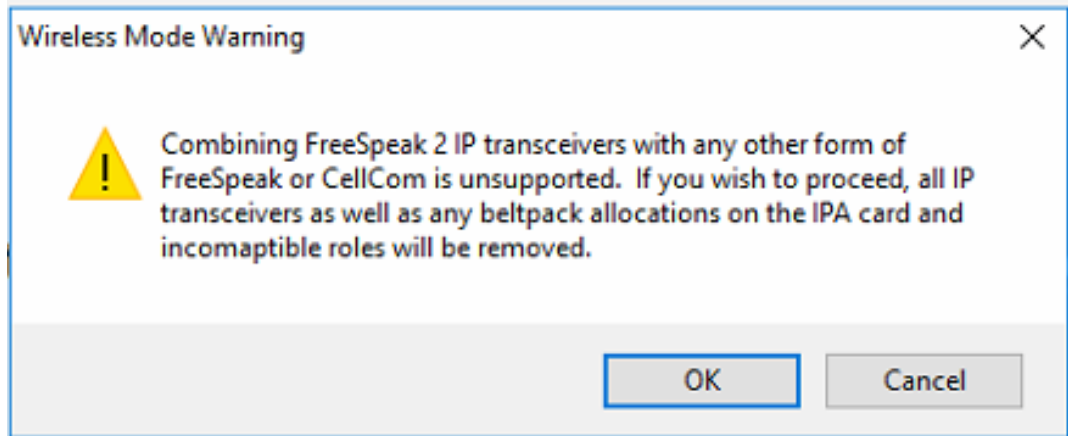 Wireless Mode Warning
Combining FreeSpeak 2 IP transceivers with any other form of
FreeSpeak or CellCom is unsupported.  If you wish to proceed, all IP
transceivers as well as any beltpack allocations on the IPA card and
incomaptible roles will be removed.
OK
Cancel